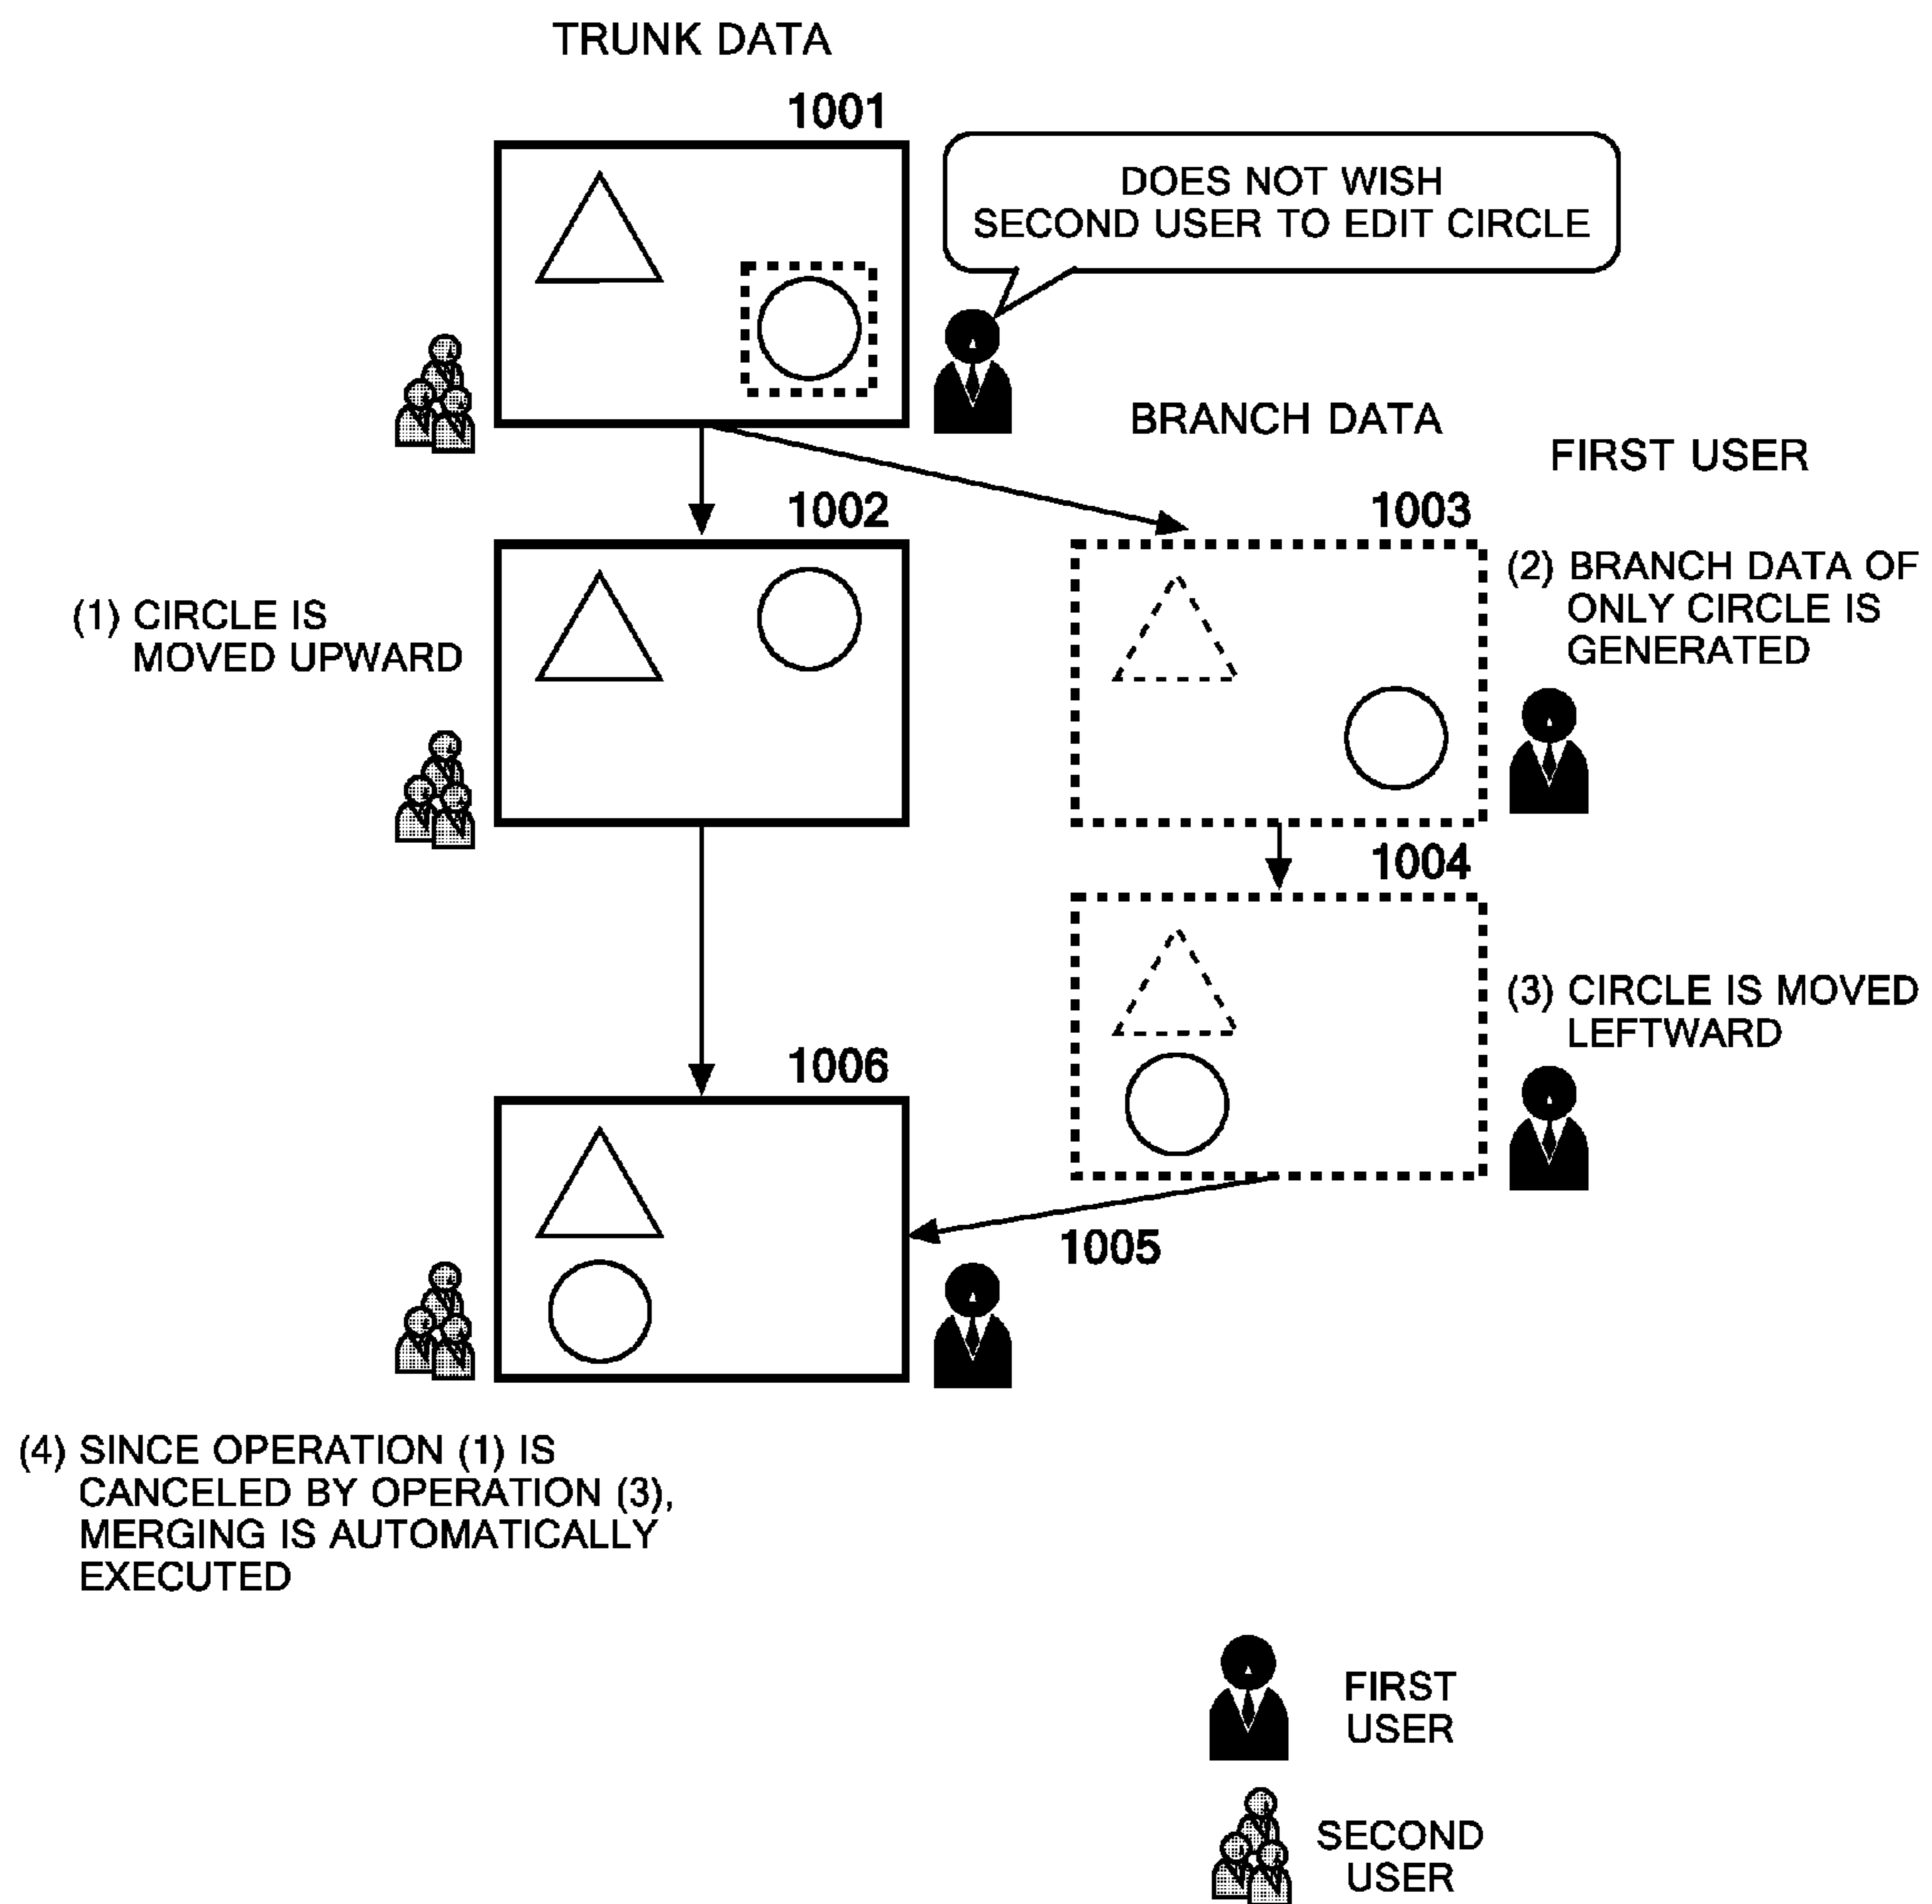 TRUNK DATA
1001
DOES NOT WISH
SECOND USER TO EDIT CIRCLE
BRANCH DATA
FIRST USER
1002
1003
(1) CIRCLE IS
MOVED UPWARD
(2) BRANCH DATA OF
ONLY CIRCLE IS
GENERATED
1004
(3) CIRCLE IS MOVED
LEFTWARD
1006
1005
(4) SINCE OPERATION (1) IS
CANCELED BY OPERATION (3),
MERGING IS AUTOMATICALLY
EXECUTED
FIRST
USER
SECOND
USER